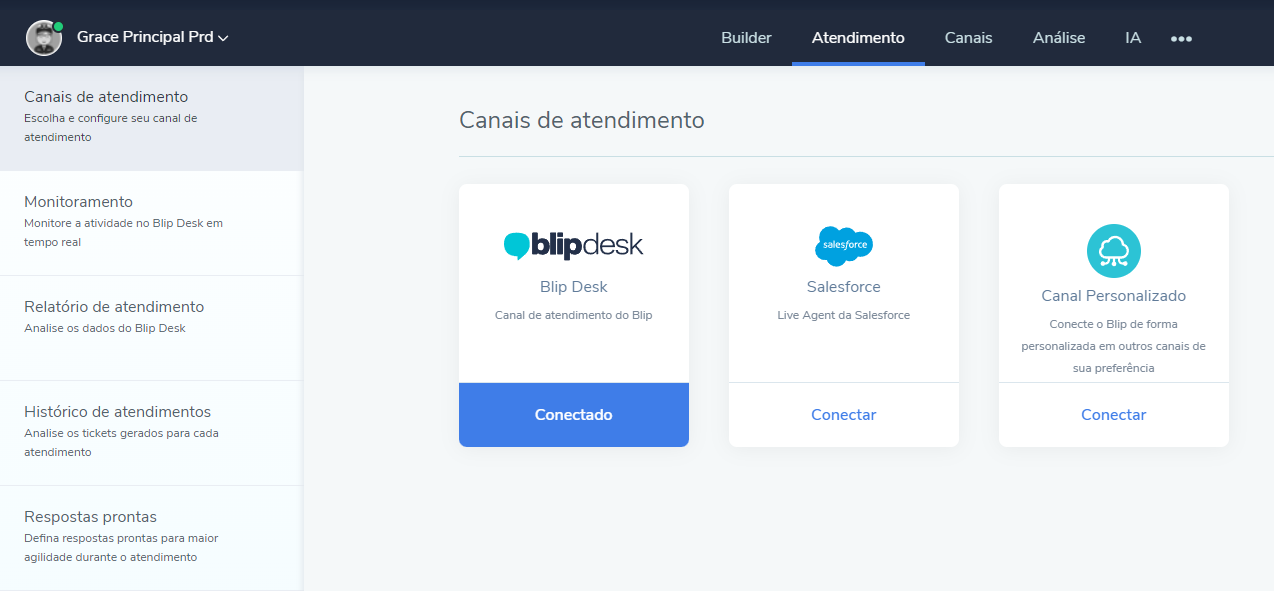 Grace Principal Prd
Builder
Atendimento
Canais
Análise
IA
Canais de atendimento
Escolha e configure seu canal de
atendimento
Monitoramento
Monitore a atividade no Blip Desk em
tempo real
Relatório de atendimento
Analise os dados do Blip Desk
Histórico de atendimentos
Analise os tickets gerados para cada
atendimento
Respostas prontas
Defina respostas prontas para maior
agilidade durante o atendimento
Canais de atendimento
blipdesk
Blip Desk
Canal de atendimento do Blip
Conectado
salesforce
Salesforce
Live Agent da Salesforce
Conectar
Canal Personalizado
Conecte o Blip de forma
personalizada em outros canais de
sua preferência
Conectar